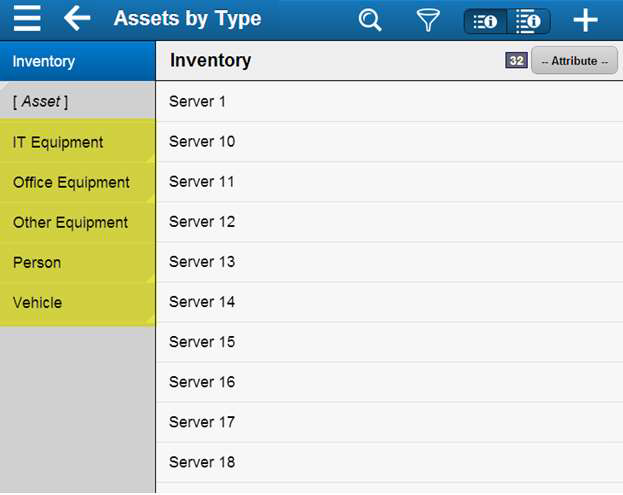 Assets by Type
Inventory
[ Asset ]
IT Equipment
Office Equipment
Other Equipment
Person
Vehicle
Inventory
32
-- Attribute --
Server 1
Server 10
Server 11
Server 12
Server 13
Server 14
Server 15
Server 16
Server 17
Server 18